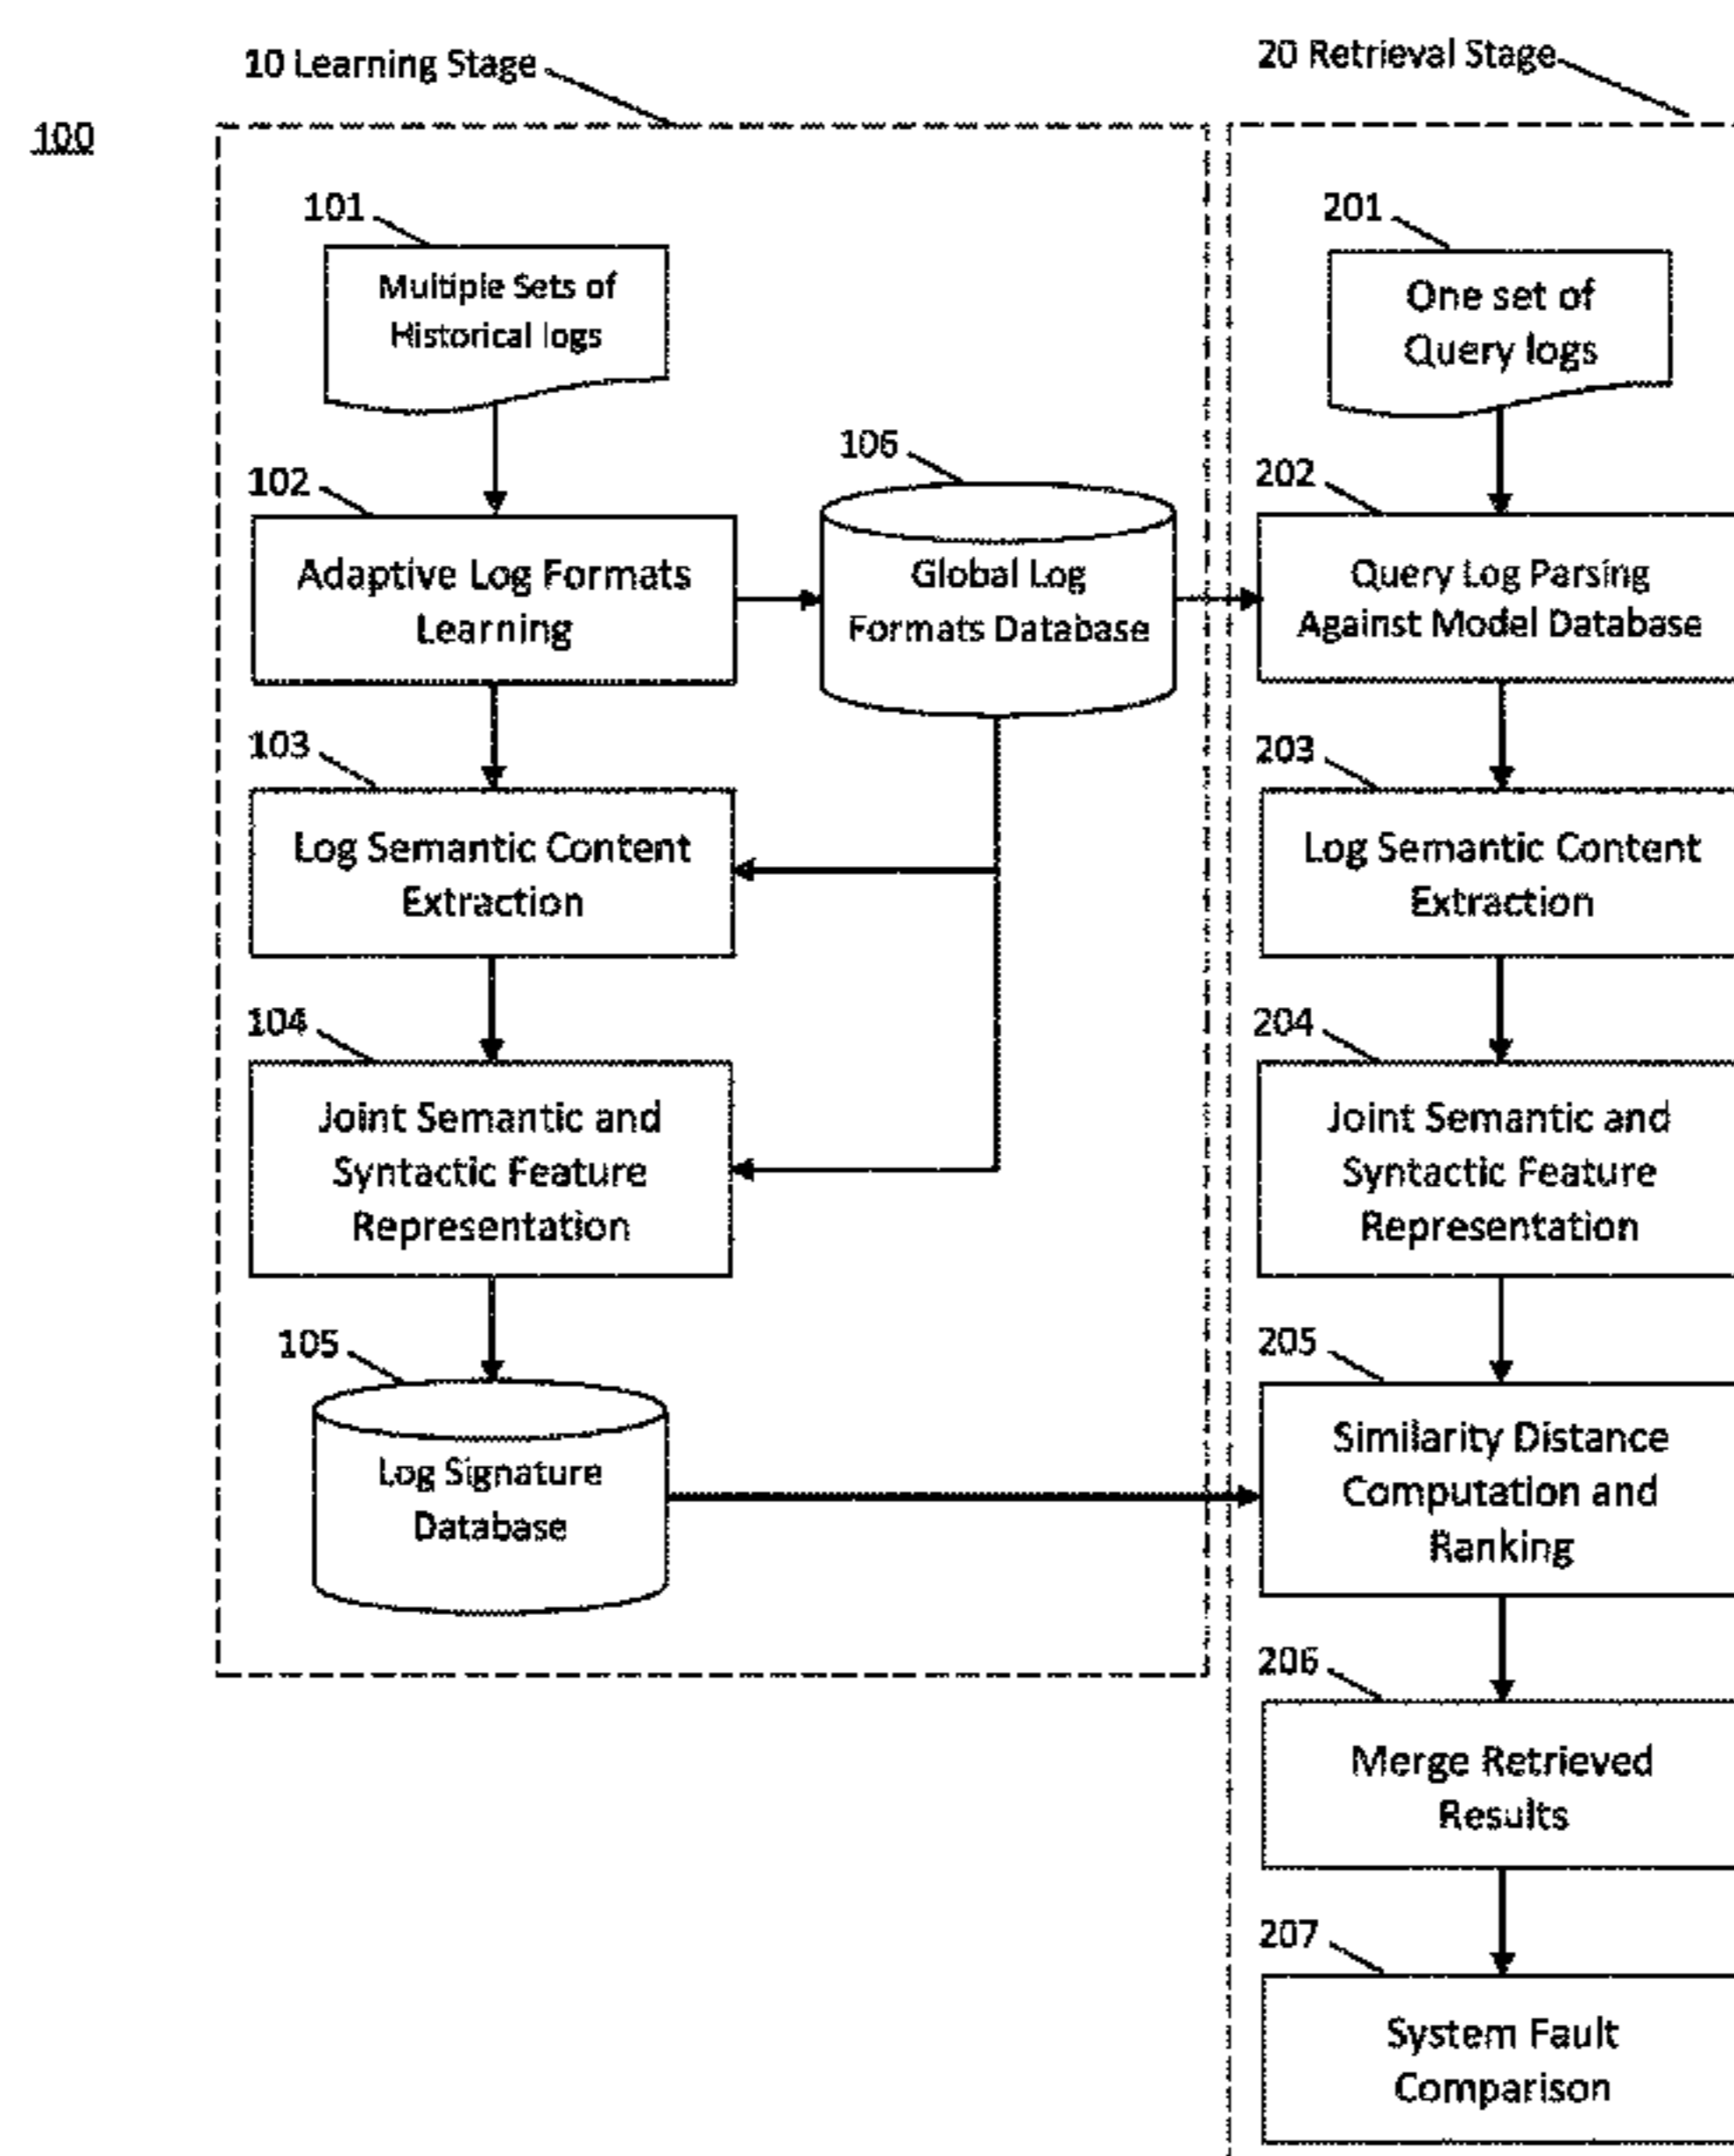 100
10 Learning Stage
101
Multiple Sets of
Historical logs
102
Adaptive Log Formats
Learning
106
Global Log
Formats Database
103
Log Semantic Content
Extraction
104
Joint Semantic and
Syntactic Feature
Representation
105
Log Signature
Database
20 Retrieval Stage
201
One set of
Query logs
202
Query Log Parsing
Against Model Database
203
Log Semantic Content
Extraction
204
Joint Semantic and
Syntactic Feature
Representation
205
Similarity Distance
Computation and
Ranking
206
Merge Retrieved
Results
207
System Fault
Comparison